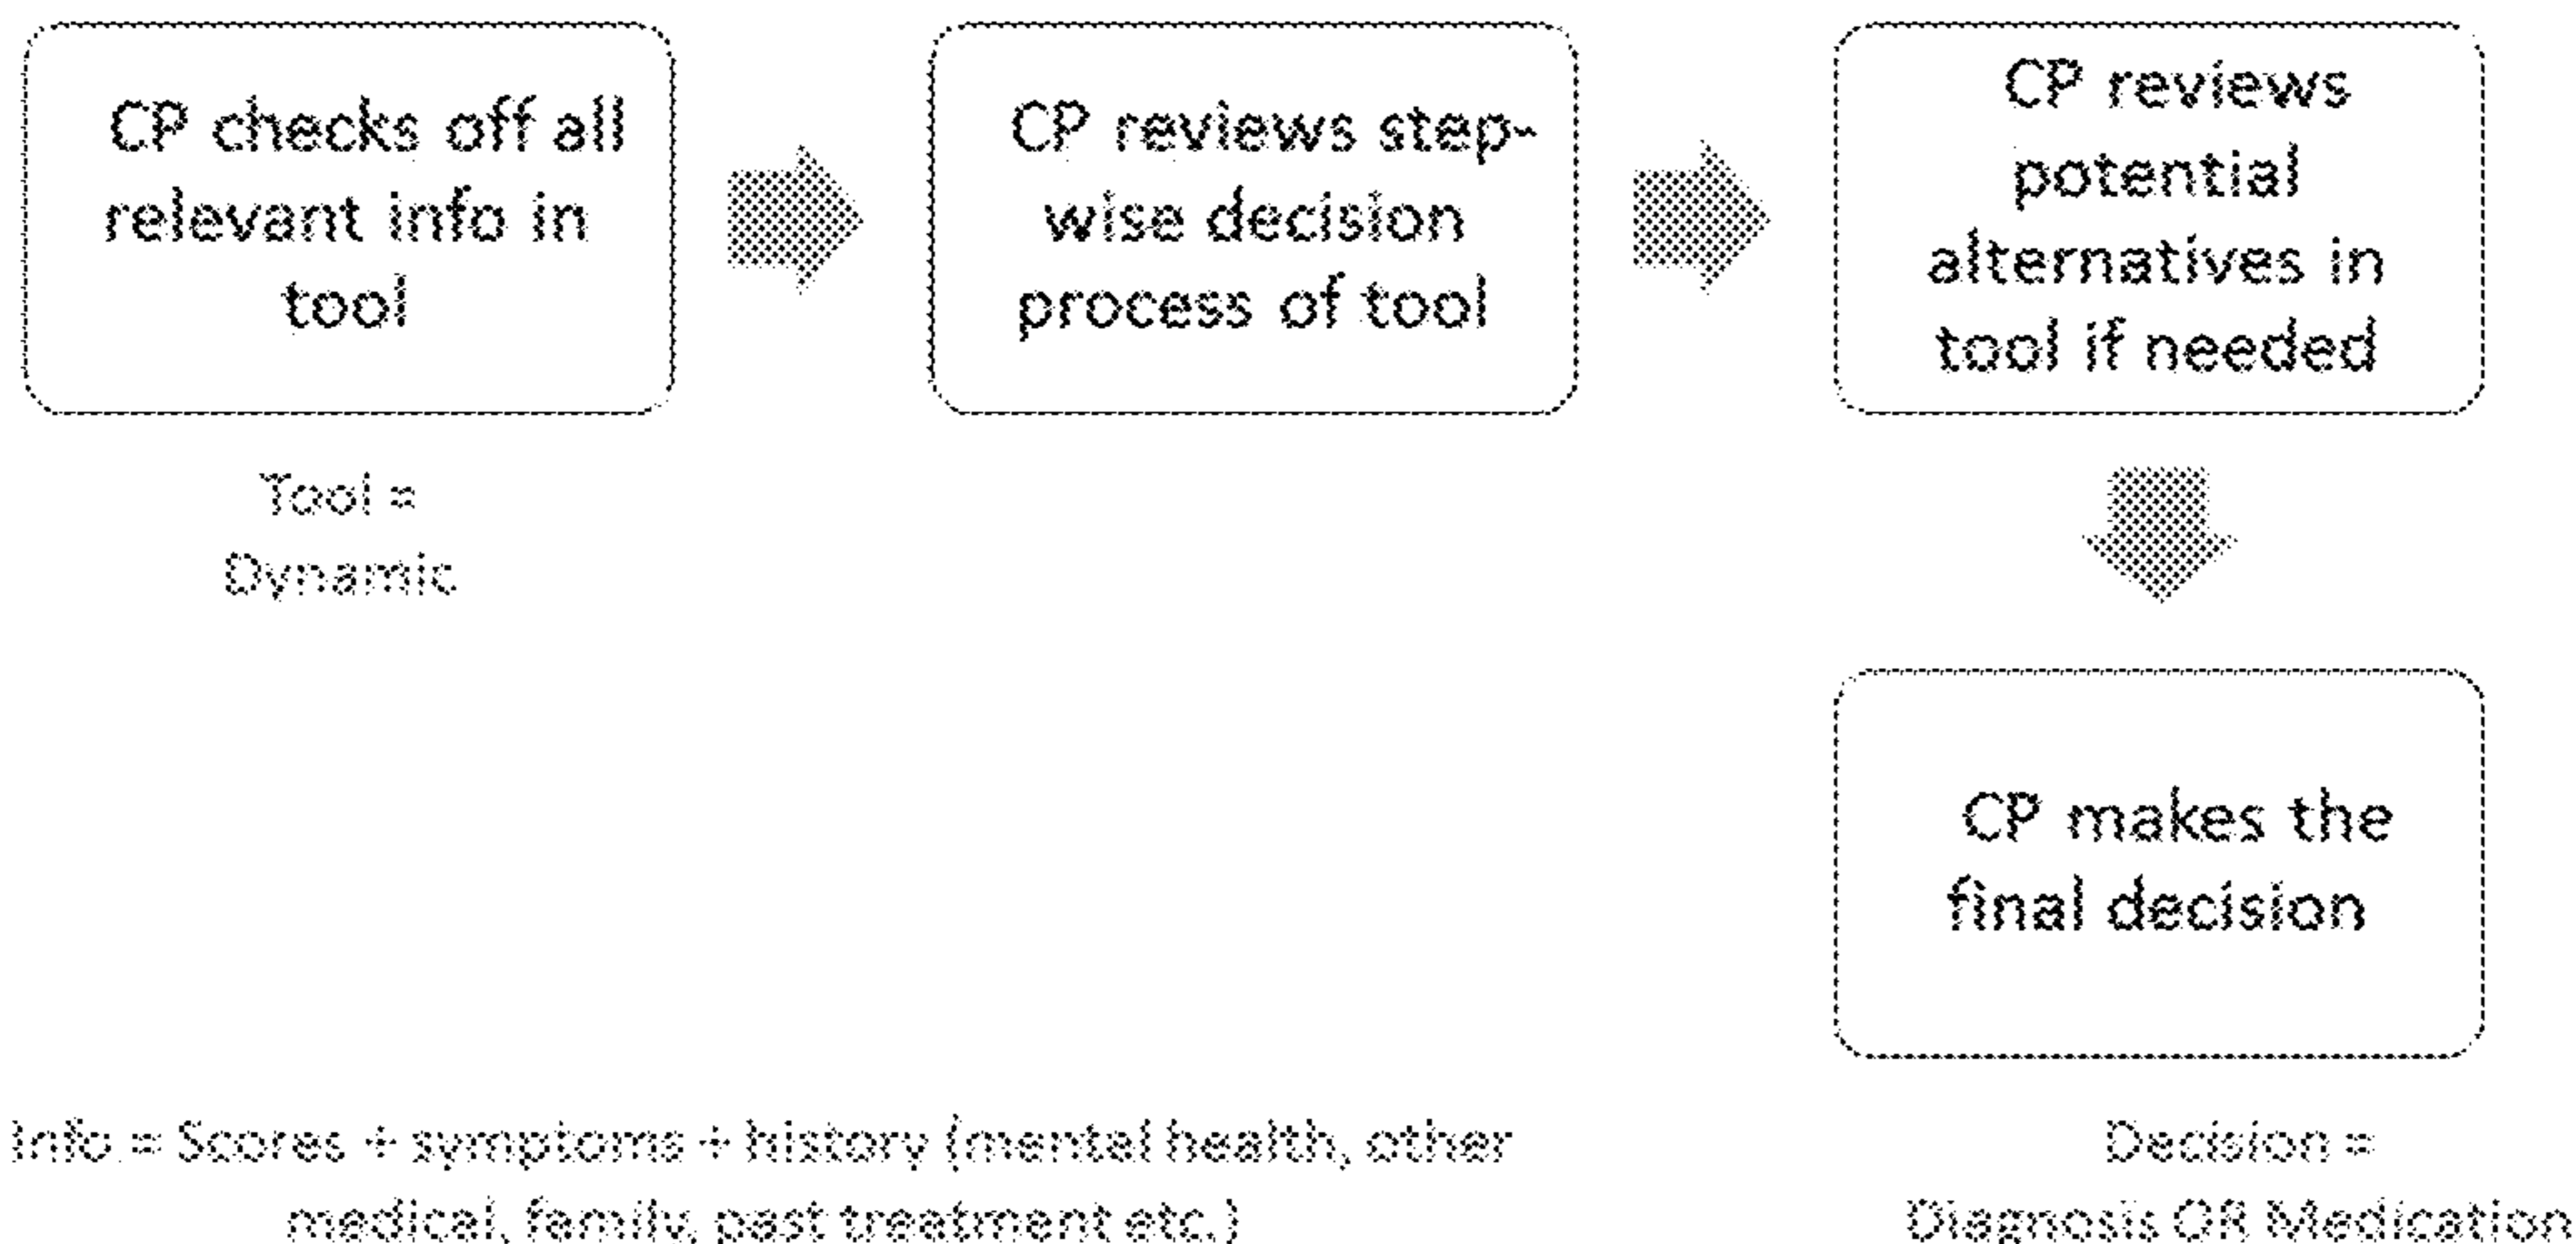 CP checks off all
relevant info in
tool
CP reviews step-
wise decision
process of tool
CP reviews
potential
alternatives in
tool if needed
Tool =
Dynamic
CP makes the
final decision
Info = Scores + symptoms + history (mental health, other
medical, family, past treatment etc.)
Decision =
Diagnosis OR Medication